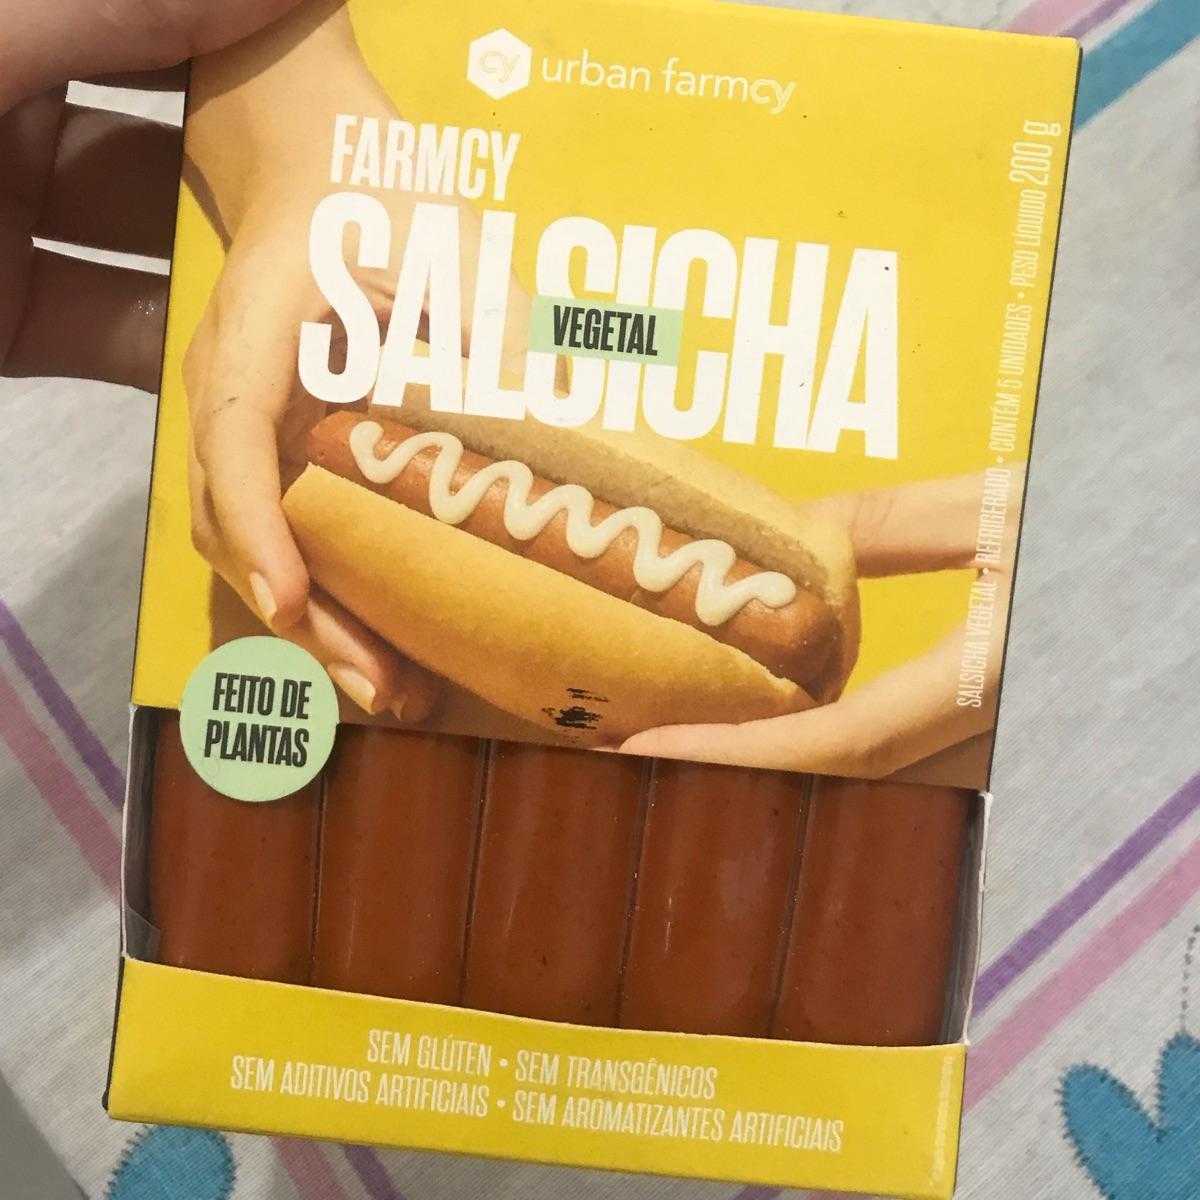 cy urban farmcy
FARMCY
SALSICHA
VEGETAL
SALSICHA VEGETAL • REFRIGERADO • CONTÉM 5 UNIDADES • PESO LÍQUIDO 200 g
FEITO DE
PLANTAS
SEM GLÚTEN • SEM TRANSGÊNICOS
SEM ADITIVOS ARTIFICIAIS • SEM AROMATIZANTES ARTIFICIAIS